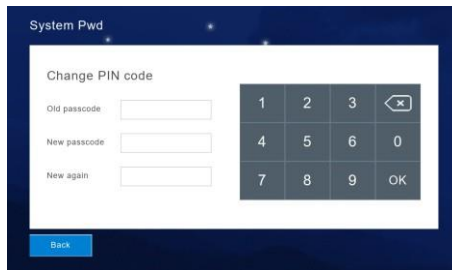 System Pwd
Change PIN code
Old passcode
New passcode
New again
1 2 3
4 5 6 0
7 8 9 OK
Back